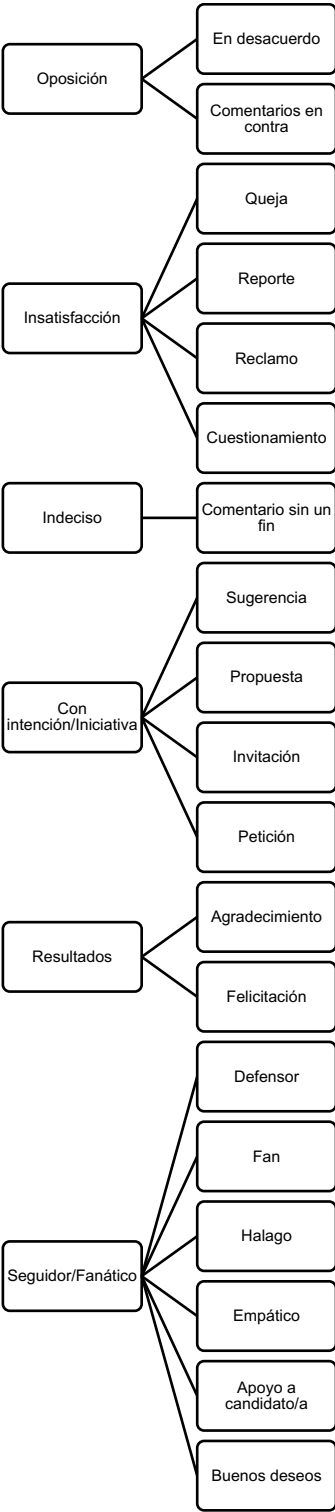 Oposición
En desacuerdo
Comentarios en
contra
Insatisfacción
Queja
Reporte
Reclamo
Cuestionamiento
Indeciso
Comentario sin un
fin
Con
intención/Iniciativa
Sugerencia
Propuesta
Invitación
Petición
Resultados
Agradecimiento
Felicitación
Seguidor/Fanático
Defensor
Fan
Halago
Empático
Apoyo a
candidato/a
Buenos deseos